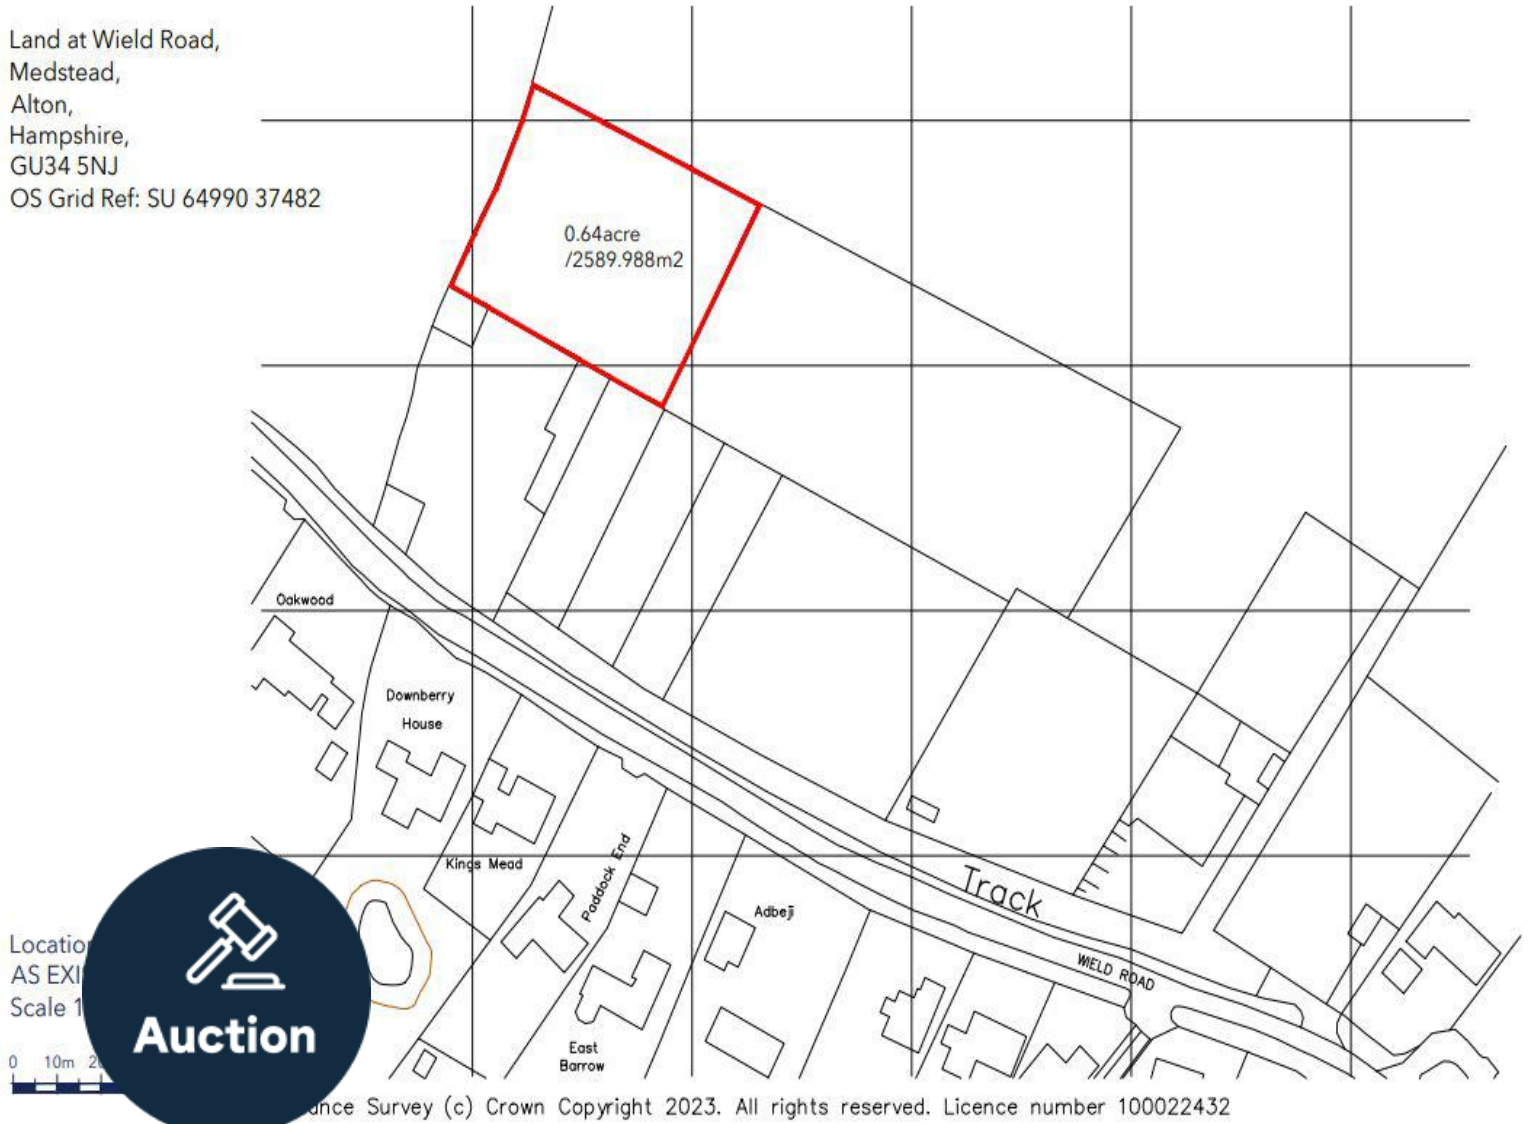 Land at Wield Road,
Medstead,
Alton,
Hampshire,
GU34 5NJ
OS Grid Ref: SU 64990 37482
0.64acre
/2589.988m2
Oakwood
Downberry
House
Kings Mead
Paddock End
Adbeji
Track
WIELD ROAD
East
Barrow
AS
Scale
0 10m
Auction
Survey (c) Crown Copyright 2023. All rights reserved. Licence number 100022432